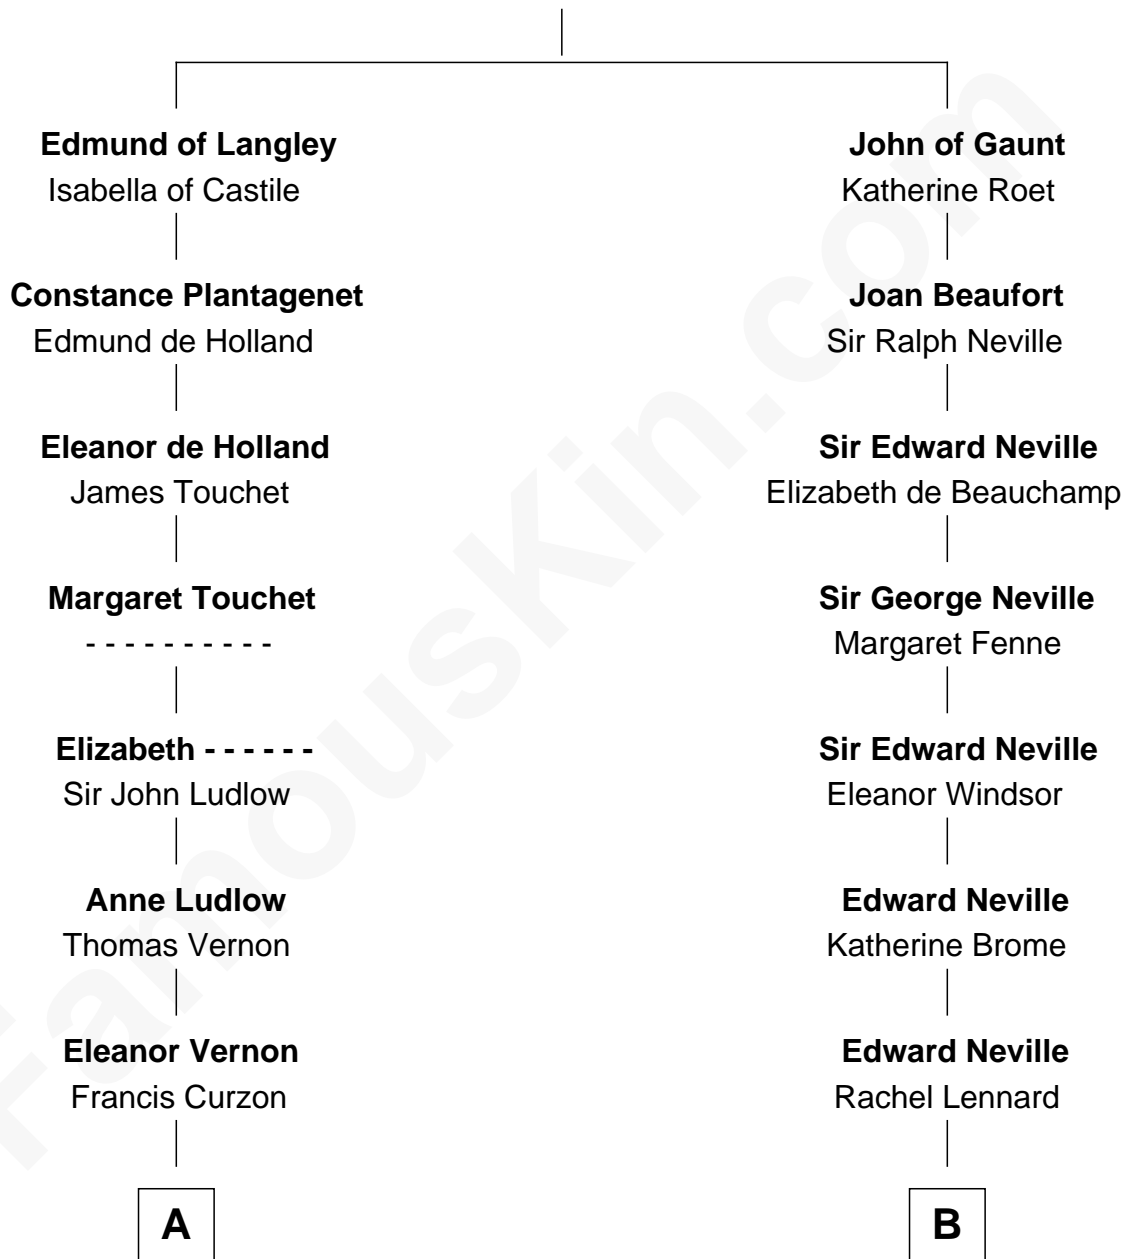 Edmund of Langley
Isabella of Castile
Constance Plantagenet
Edmund de Holland
Eleanor de Holland
James Touchet
Margaret Touchet
- - - - - - - - - -
Elizabeth - - - - - -
Sir John Ludlow
Anne Ludlow
Thomas Vernon
Eleanor Vernon
Francis Curzon
A
John of Gaunt
Katherine Roet
Joan Beaufort
Sir Ralph Neville
Sir Edward Neville
Elizabeth de Beauchamp
Sir George Neville
Margaret Fenne
Sir Edward Neville
Eleanor Windsor
Edward Neville
Katherine Brome
Edward Neville
Rachel Lennard
B
FamousKin.com